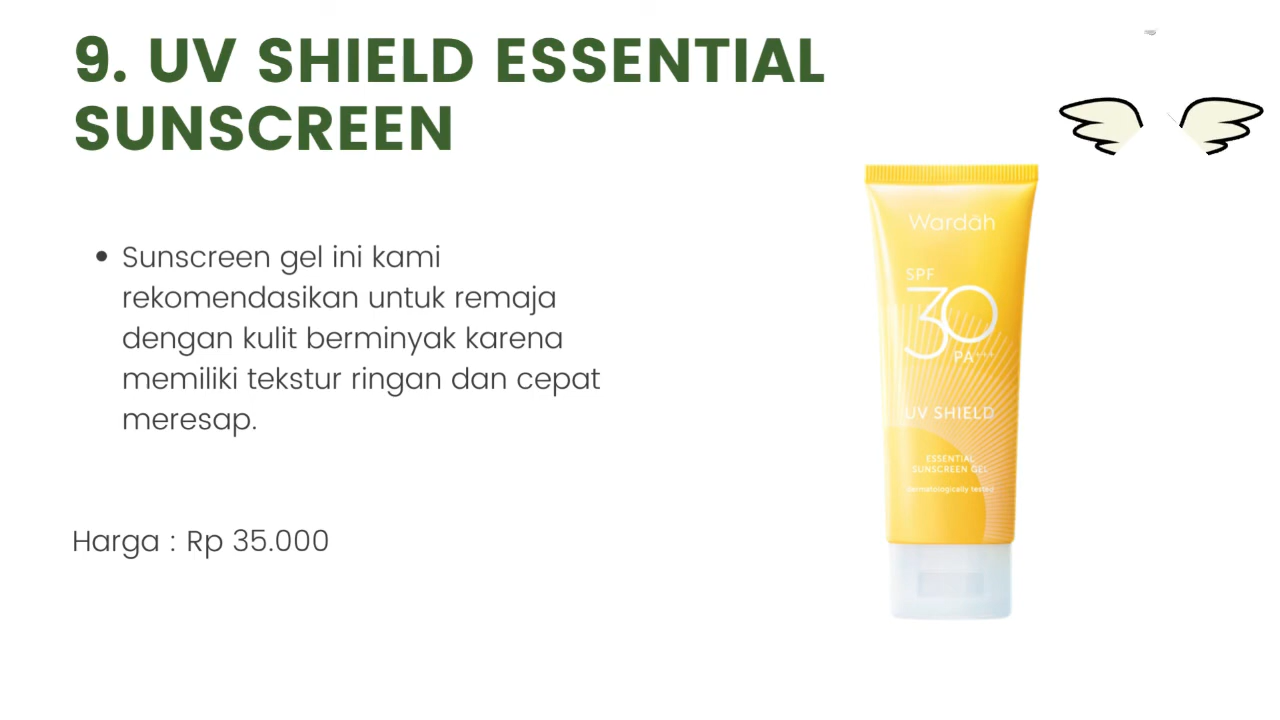 9. UV SHIELD ESSENTIAL
SUNSCREEN
Sunscreen gel ini kami
rekomendasikan untuk remaja
dengan kulit berminyak karena
memiliki tekstur ringan dan cepat
meresap.
Harga : Rp 35.000
Wardah
SPF
30
PA+++
UV SHIELD
ESSENTIAL
SUNSCREEN GEL
dermatologically tested